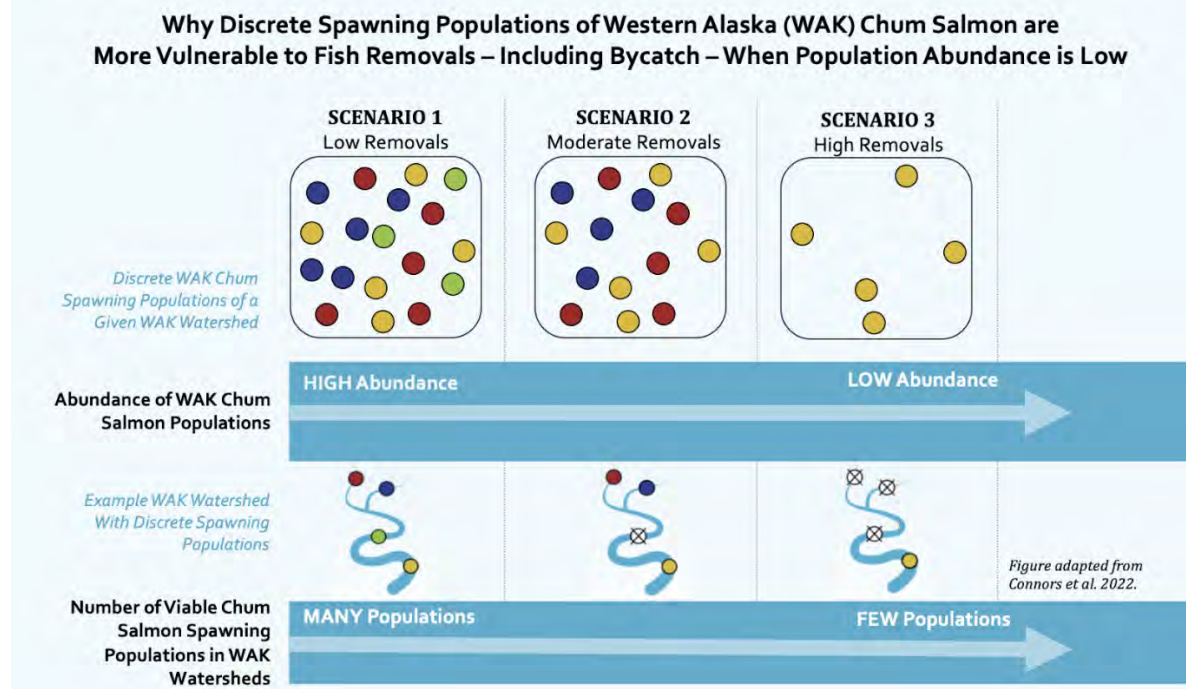 Why Discrete Spawning Populations of Western Alaska (WAK) Chum Salmon are
More Vulnerable to Fish Removals – Including Bycatch – When Population Abundance is Low
SCENARIO 1
Low Removals
SCENARIO 2
Moderate Removals
SCENARIO 3
High Removals
Discrete WAK Chum
Spawning Populations of a
Given WAK Watershed
Abundance of WAK Chum
Salmon Populations
HIGH Abundance
LOW Abundance
Example WAK Watershed
With Discrete Spawning
Populations
Figure adapted from
Connors et al. 2022.
Number of Viable Chum
Salmon Spawning
Populations in WAK
Watersheds
MANY Populations
FEW Populations